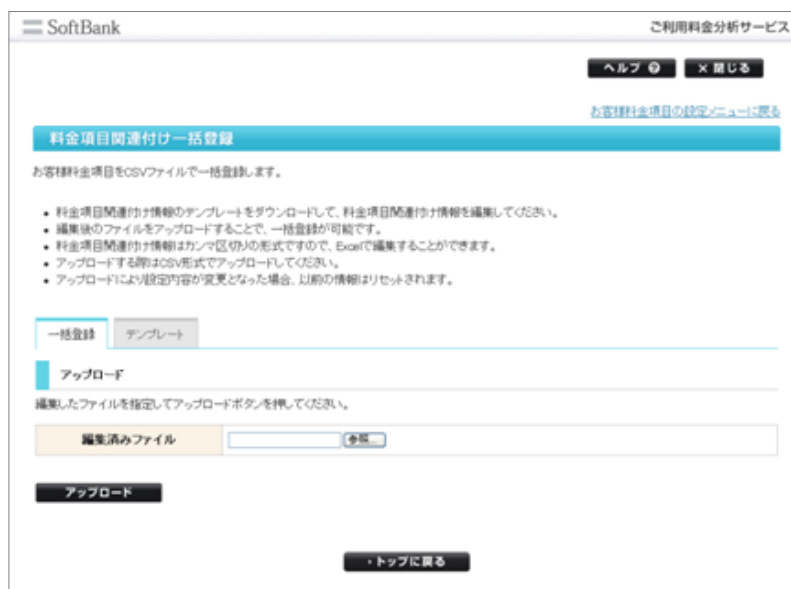 SoftBank
ご利用料金分析サービス
ヘルプ ?
×閉じる
お客様料金項目の設定メニューに戻る
料金項目関連付け一括登録
お客様料金項目をCSVファイルで一括登録します。
• 料金項目関連付け情報のテンプレートをダウンロードして、料金項目関連付け情報を編集してください。
• 編集後のファイルをアップロードすることで、一括登録が可能です。
• 料金項目関連付け情報はカンマ区切りの形式ですので、Excelで編集することができます。
• アップロードする際はCSV形式でアップロードしてください。
• アップロードにより設定内容が変更となった場合、以前の情報はリセットされます。
一括登録
テンプレート
アップロード
編集したファイルを指定してアップロードボタンを押してください。
編集済みファイル
参照...
アップロード
›トップに戻る